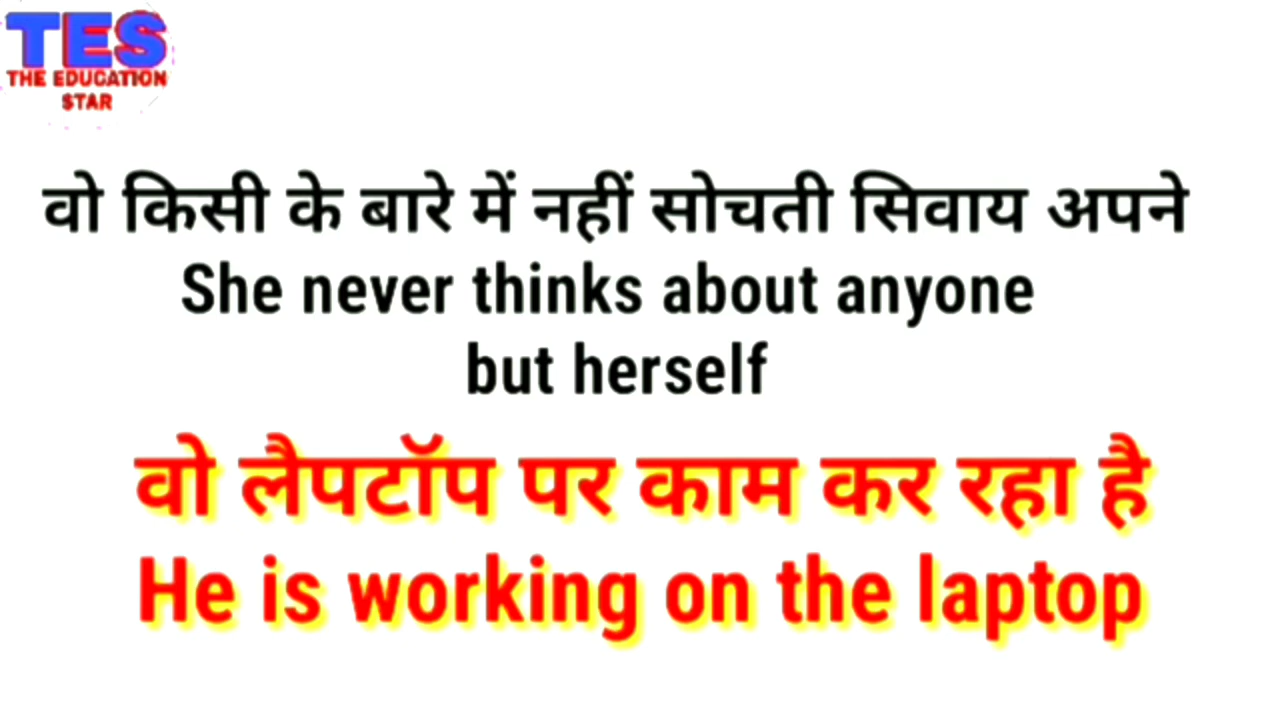 TES
THE EDUCATION
STAR
वो किसी के बारे में नहीं सोचती सिवाय अपने
She never thinks about anyone
but herself
वो लैपटॉप पर काम कर रहा है
He is working on the laptop